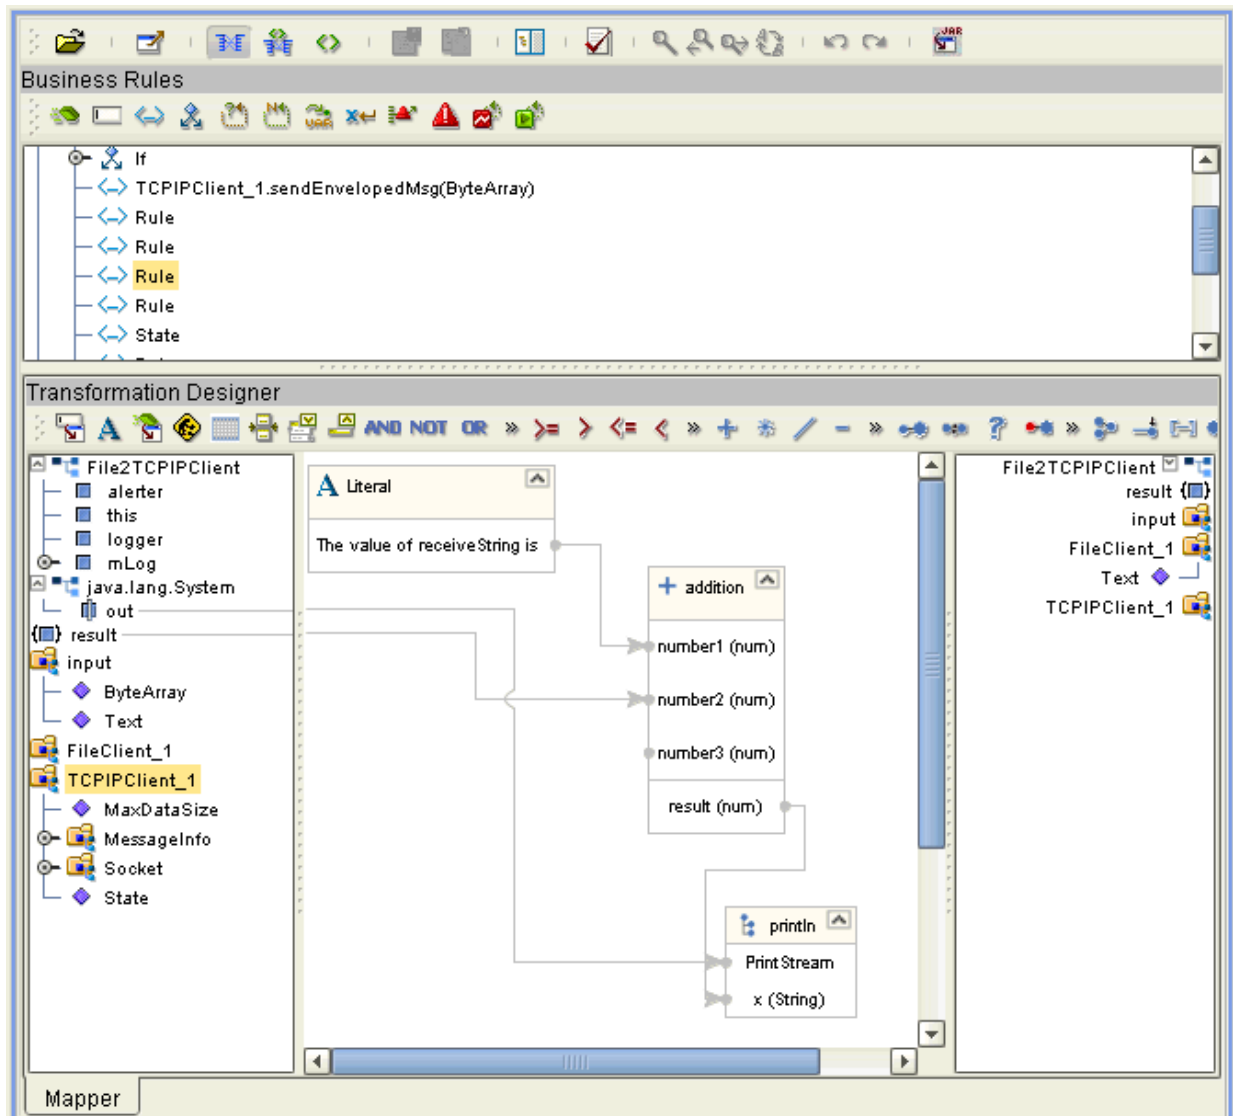 JAR
Business Rules
If
TCPIPClient_1.sendEnvelopedMsg(ByteArray)
Rule
Rule
Rule
Rule
State
Transformation Designer
AND NOT OR » >= > <= < » + / - » ? »
File2TCPIPClient
alerter
this
logger
mLog
java.lang.System
out
result
input
ByteArray
Text
FileClient_1
TCPIPClient_1
MaxDataSize
MessageInfo
Socket
State
A Literal
The value of receiveString is
+ addition
number1 (num)
number2 (num)
number3 (num)
result (num)
println
PrintStream
x (String)
File2TCPIPClient
result
input
FileClient_1
Text
TCPIPClient_1
Mapper